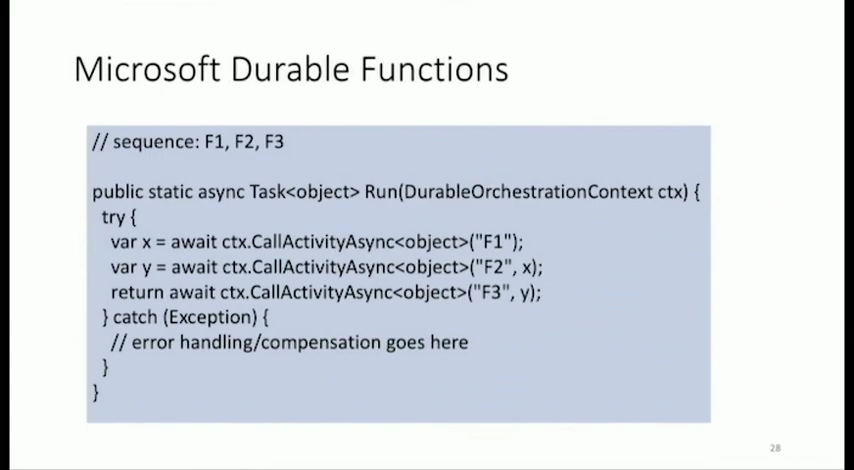 Microsoft Durable Functions
// sequence: F1, F2, F3
public static async Task<object> Run(DurableOrchestrationContext ctx) {
try {
var x = await ctx.CallActivityAsync<object>("F1");
var y = await ctx.CallActivityAsync<object>("F2", x);
return await ctx.CallActivityAsync<object>("F3", y);
} catch (Exception) {
// error handling/compensation goes here
}
}
28